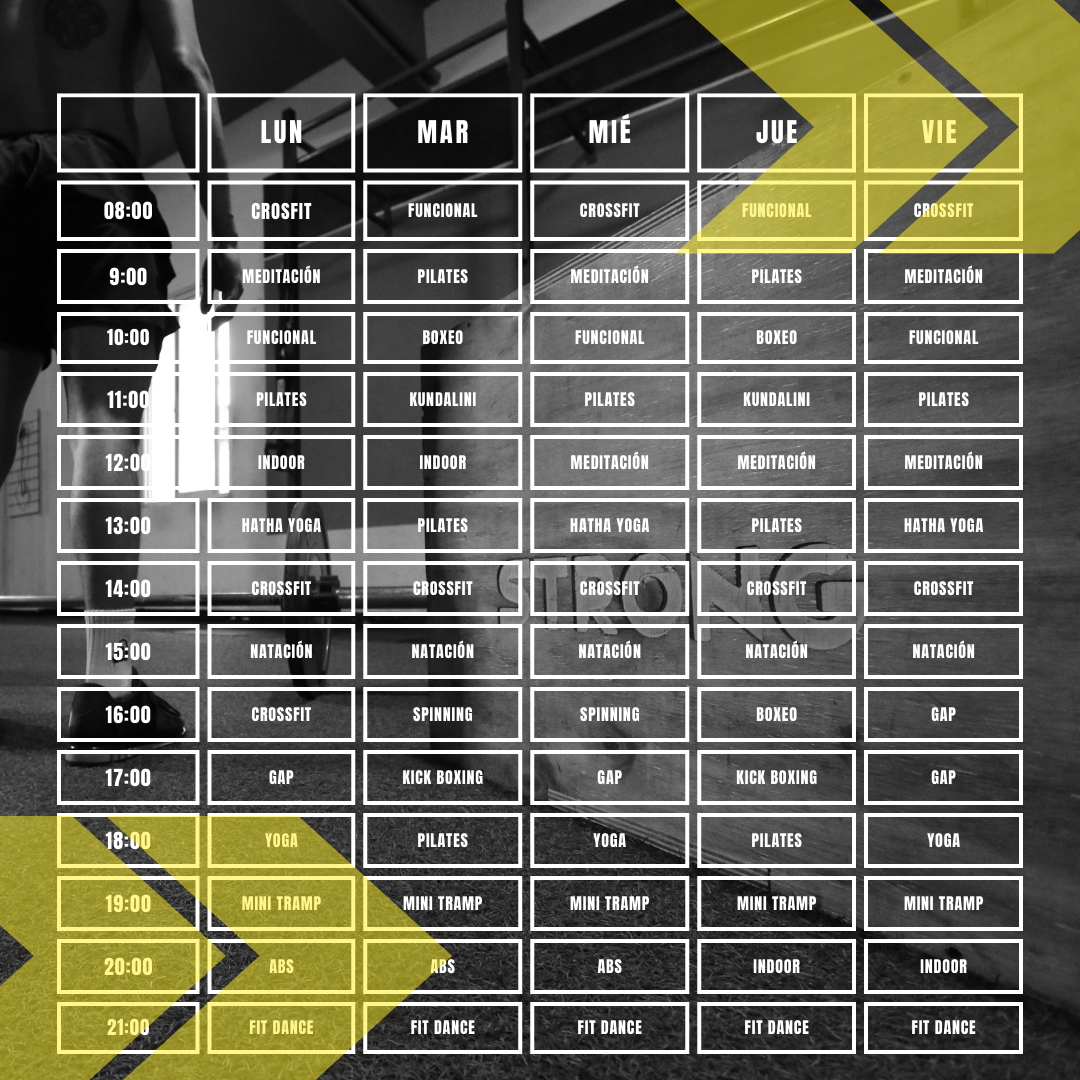 LUN MAR MIÉ JUE VIE
08:00 CROSFIT FUNCIONAL CROSSFIT FUNCIONAL CROSSFIT
9:00 MEDITACIÓN PILATES MEDITACIÓN PILATES MEDITACIÓN
10:00 FUNCIONAL BOXEO FUNCIONAL BOXEO FUNCIONAL
11:00 PILATES KUNDALINI PILATES KUNDALINI PILATES
12:00 INDOOR INDOOR MEDITACIÓN MEDITACIÓN MEDITACIÓN
13:00 HATHA YOGA PILATES HATHA YOGA PILATES HATHA YOGA
14:00 CROSSFIT CROSSFIT CROSSFIT CROSSFIT CROSSFIT
STRONG
15:00 NATACIÓN NATACIÓN NATACIÓN NATACIÓN NATACIÓN
16:00 CROSSFIT SPINNING SPINNING BOXEO GAP
17:00 GAP KICK BOXING GAP KICK BOXING GAP
18:00 YOGA PILATES YOGA PILATES YOGA
19:00 MINI TRAMP MINI TRAMP MINI TRAMP MINI TRAMP MINI TRAMP
20:00 ABS ABS ABS INDOOR INDOOR
21:00 FIT DANCE FIT DANCE FIT DANCE FIT DANCE FIT DANCE